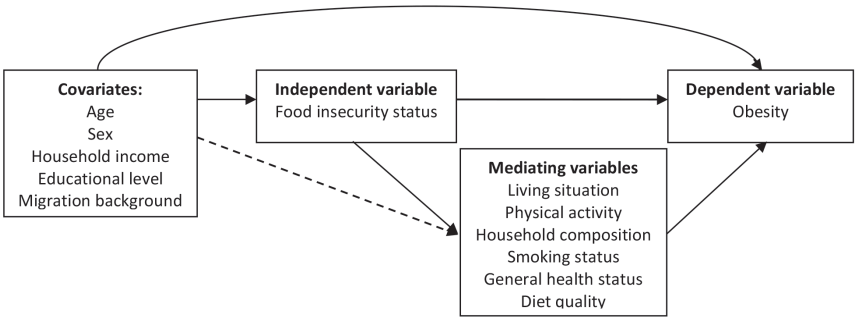 Covariates:
Age
Sex
Household income
Educational level
Migration background
Independent variable
Food insecurity status
Mediating variables
Living situation
Physical activity
Household composition
Smoking status
General health status
Diet quality
Dependent variable
Obesity